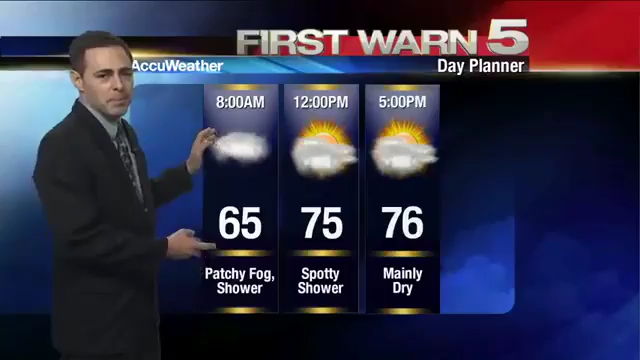 FIRST WARN 5
AccuWeather
Day Planner
8:00AM
12:00PM
5:00PM
65
75
76
Patchy Fog,
Shower
Spotty
Shower
Mainly
Dry